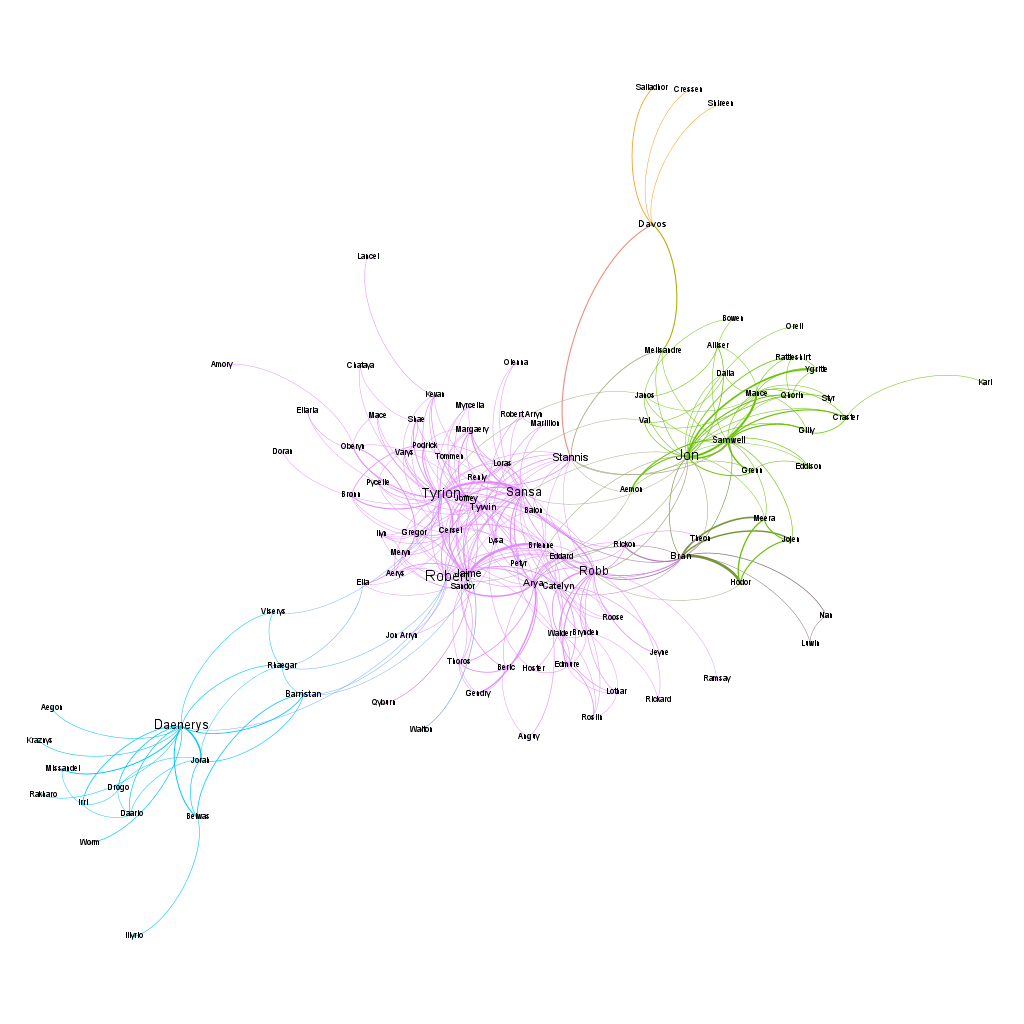 Salladhor
Cressen
Shireen
Davos
Lancel
Bowen
Orell
Melisandre
Alliser
Rattleshirt
Amory
Chataya
Olenna
Dalla
Ygritte
Karl
Kevan
Janos
Mance
Qhorin
Styr
Ellaria
Mace
Shae
Myrcella
Robert Arryn
Craster
Margaery
Marillion
Val
Gilly
Doran
Oberyn
Varys
Podrick
Tommen
Loras
Stannis
Jon
Samwell
Eddison
Grenn
Bronn
Pycelle
Renly
Tyrion
Joffrey
Sansa
Aemon
Tywin
Balon
Meera
Ilyn
Gregor
Cersei
Lysa
Brienne
Rickon
Theon
Jojen
Meryn
Eddard
Bran
Aerys
Petyr
Robert
Jaime
Robb
Elia
Sandor
Arya
Catelyn
Hodor
Viserys
Jon Arryn
Walder
Brynden
Roose
Nan
Luwin
Rhaegar
Thoros
Beric
Hoster
Edmure
Jeyne
Ramsay
Barristan
Qyburn
Gendry
Lothar
Rickard
Aegon
Daenerys
Walton
Anguy
Roslin
Kraznys
Missandei
Jorah
Rakharo
Irri
Drogo
Daario
Belwas
Worm
Illyrio